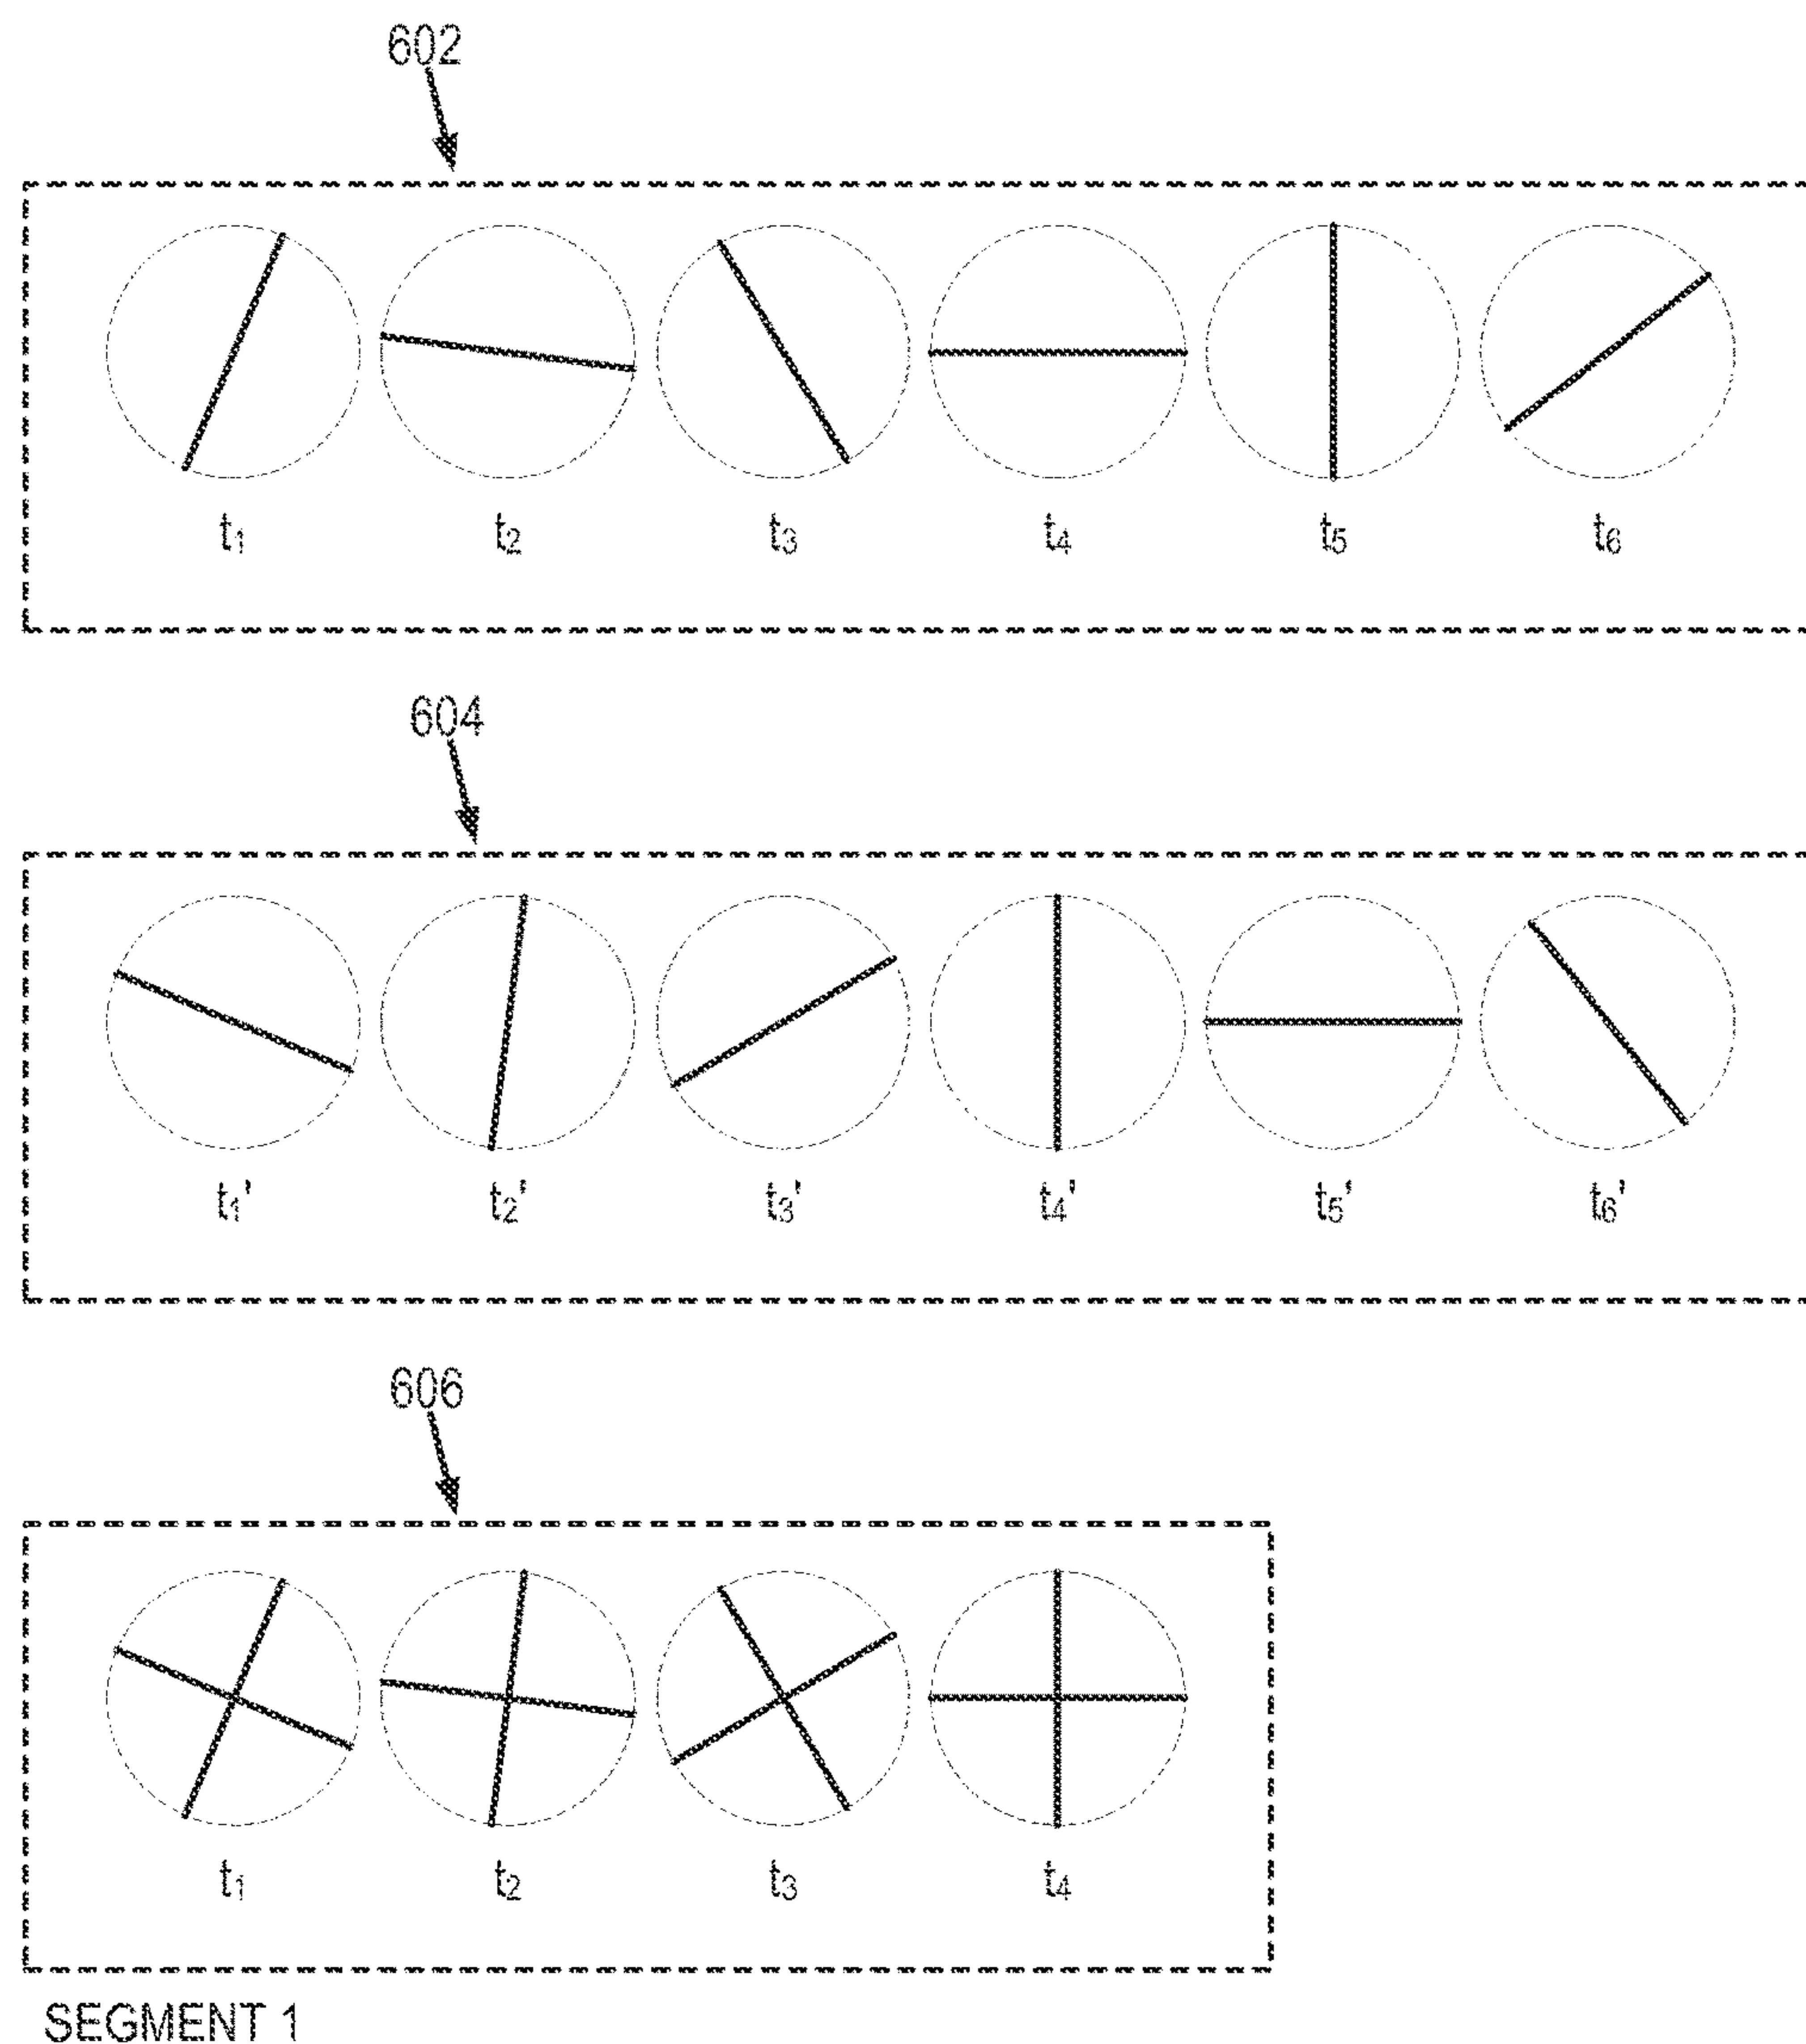 602
t₁ t₂ t₃ t₄ t₅ t₆
604
t₁' t₂' t₃' t₄' t₅' t₆'
606
t₁ t₂ t₃ t₄
SEGMENT 1